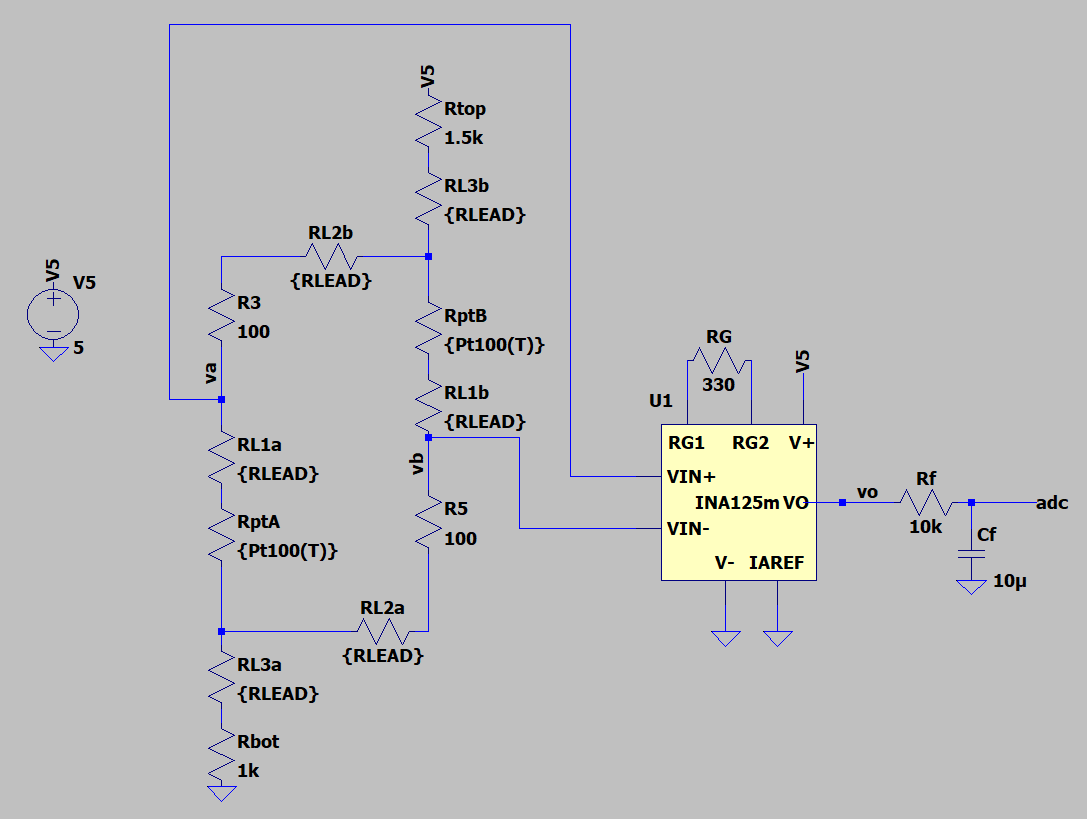 V5
Rtop
1.5k
RL3b
{RLEAD}
RL2b
{RLEAD}
V5
V5
5
R3
100
va
RptB
{Pt100(T)}
RL1b
{RLEAD}
vb
RL1a
{RLEAD}
RptA
{Pt100(T)}
R5
100
RL2a
{RLEAD}
RL3a
{RLEAD}
Rbot
1k
RG
330
V5
U1
RG1 RG2 V+
VIN+
INA125m VO
VIN-
V- IAREF
vo
Rf
10k
adc
Cf
10µ